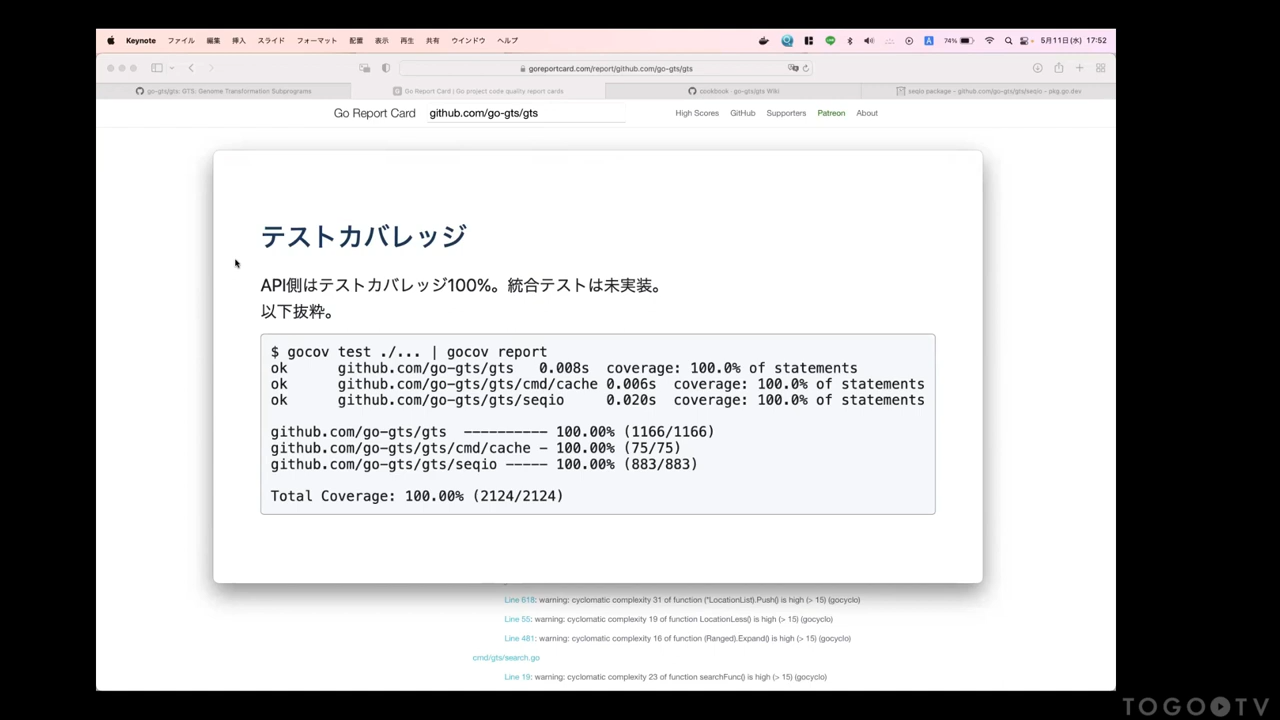 Keynote ファイル 編集 挿入 スライド フォーマット 配置 表示 再生 共有 ウインドウ ヘルプ 74% 5月11日(水) 17:52
goreportcard.com/report/github.com/go-gts/gts
go-gts/gts: GTS: Genome Transformation Subprograms Go Report Card | Go project code quality report cards cookbook · go-gts/gts Wiki seqio package - github.com/go-gts/gts/seqio - pkg.go.dev
Go Report Card github.com/go-gts/gts High Scores GitHub Supporters Patreon About
テストカバレッジ
API側はテストカバレッジ100%。統合テストは未実装。
以下抜粋。
$ gocov test ./... | gocov report
ok github.com/go-gts/gts 0.008s coverage: 100.0% of statements
ok github.com/go-gts/gts/cmd/cache 0.006s coverage: 100.0% of statements
ok github.com/go-gts/gts/seqio 0.020s coverage: 100.0% of statements
github.com/go-gts/gts ---------- 100.00% (1166/1166)
github.com/go-gts/gts/cmd/cache - 100.00% (75/75)
github.com/go-gts/gts/seqio ----- 100.00% (883/883)
Total Coverage: 100.00% (2124/2124)
Line 618: warning: cyclomatic complexity 31 of function (*LocationList).Push() is high (> 15) (gocyclo)
Line 55: warning: cyclomatic complexity 19 of function LocationLess() is high (> 15) (gocyclo)
Line 481: warning: cyclomatic complexity 16 of function (Ranged).Expand() is high (> 15) (gocyclo)
cmd/gts/search.go
Line 19: warning: cyclomatic complexity 23 of function searchFunc() is high (> 15) (gocyclo)
TOGO TV